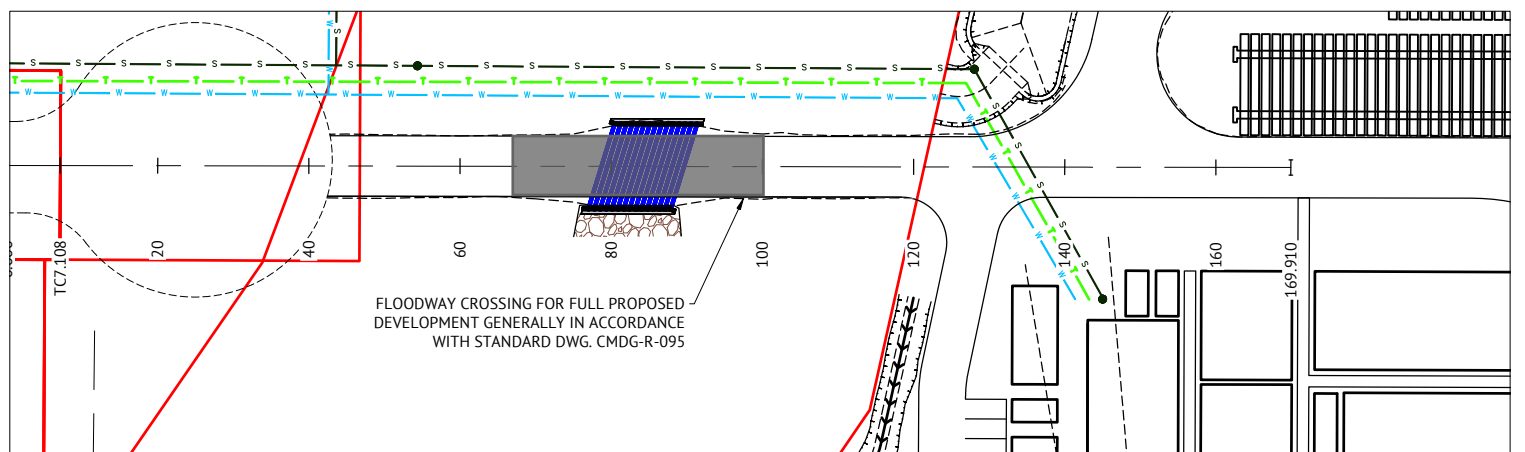 TC7.108
20
40
60
80
100
120
140
160
169.910
FLOODWAY CROSSING FOR FULL PROPOSED
DEVELOPMENT GENERALLY IN ACCORDANCE
WITH STANDARD DWG. CMDG-R-095
S S S S S S S S S S S S S S S S S S S S
T T T T T T T T T T T T T
W W W W W W W W W W W W W W W W W W W W